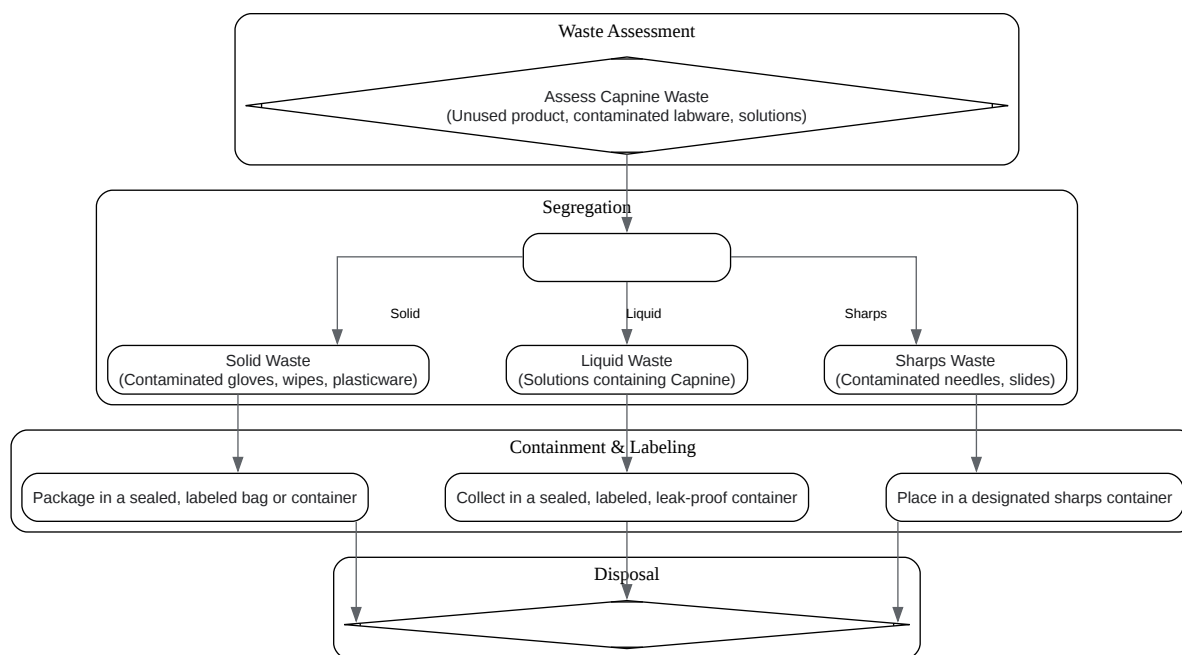 Waste Assessment
Assess Capnine Waste
(Unused product, contaminated labware, solutions)
Segregation
Solid
Liquid
Sharps
Solid Waste
(Contaminated gloves, wipes, plasticware)
Liquid Waste
(Solutions containing Capnine)
Sharps Waste
(Contaminated needles, slides)
Containment & Labeling
Package in a sealed, labeled bag or container
Collect in a sealed, labeled, leak-proof container
Place in a designated sharps container
Disposal